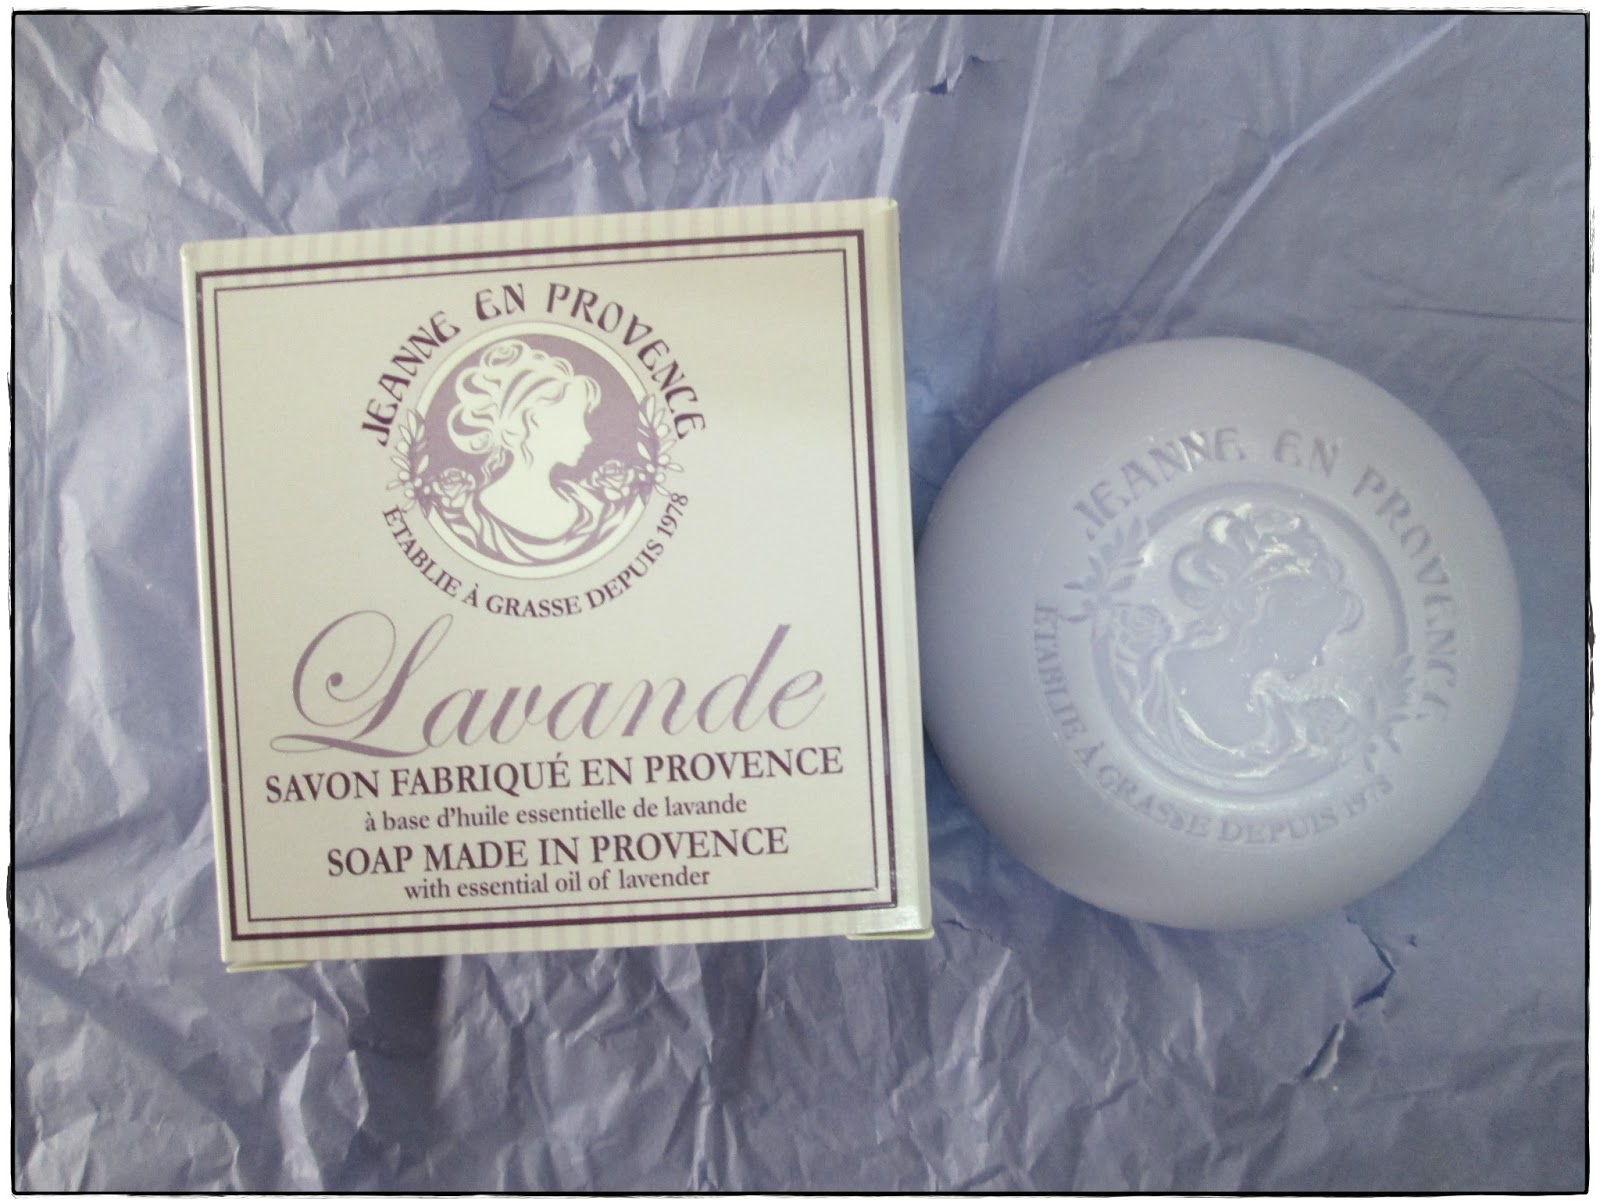 JEANNE EN PROVENCE
ÉTABLIE À GRASSE DEPUIS 1978
Lavande
SAVON FABRIQUÉ EN PROVENCE
à base d'huile essentielle de lavande
SOAP MADE IN PROVENCE
with essential oil of lavender
JEANNE EN PROVENCE
ÉTABLIE À GRASSE DEPUIS 1978